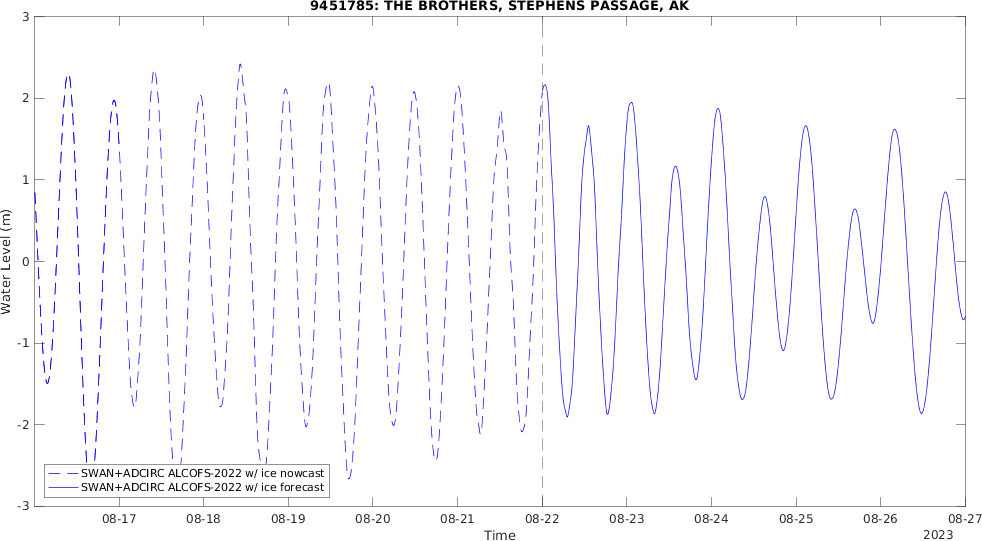 9451785: THE BROTHERS, STEPHENS PASSAGE, AK
3
2
1
0
-1
-2
-3
Water Level (m)
SWAN+ADCIRC ALCOFS-2022 w/ ice nowcast
SWAN+ADCIRC ALCOFS-2022 w/ ice forecast
08-17 08-18 08-19 08-20 08-21 08-22 08-23 08-24 08-25 08-26 08-27
Time
2023